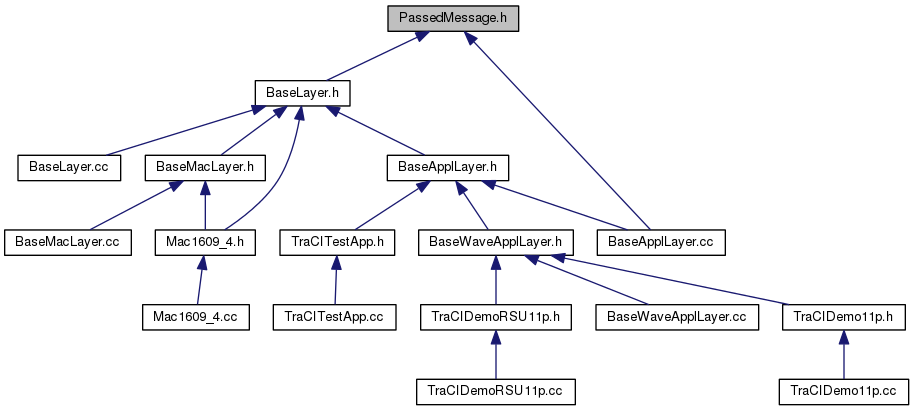 PassedMessage.h
BaseLayer.h
BaseLayer.cc
BaseMacLayer.h
BaseApplLayer.h
BaseMacLayer.cc
Mac1609_4.h
TraCITestApp.h
BaseWaveApplLayer.h
BaseApplLayer.cc
Mac1609_4.cc
TraCITestApp.cc
TraCIDemoRSU11p.h
BaseWaveApplLayer.cc
TraCIDemo11p.h
TraCIDemoRSU11p.cc
TraCIDemo11p.cc